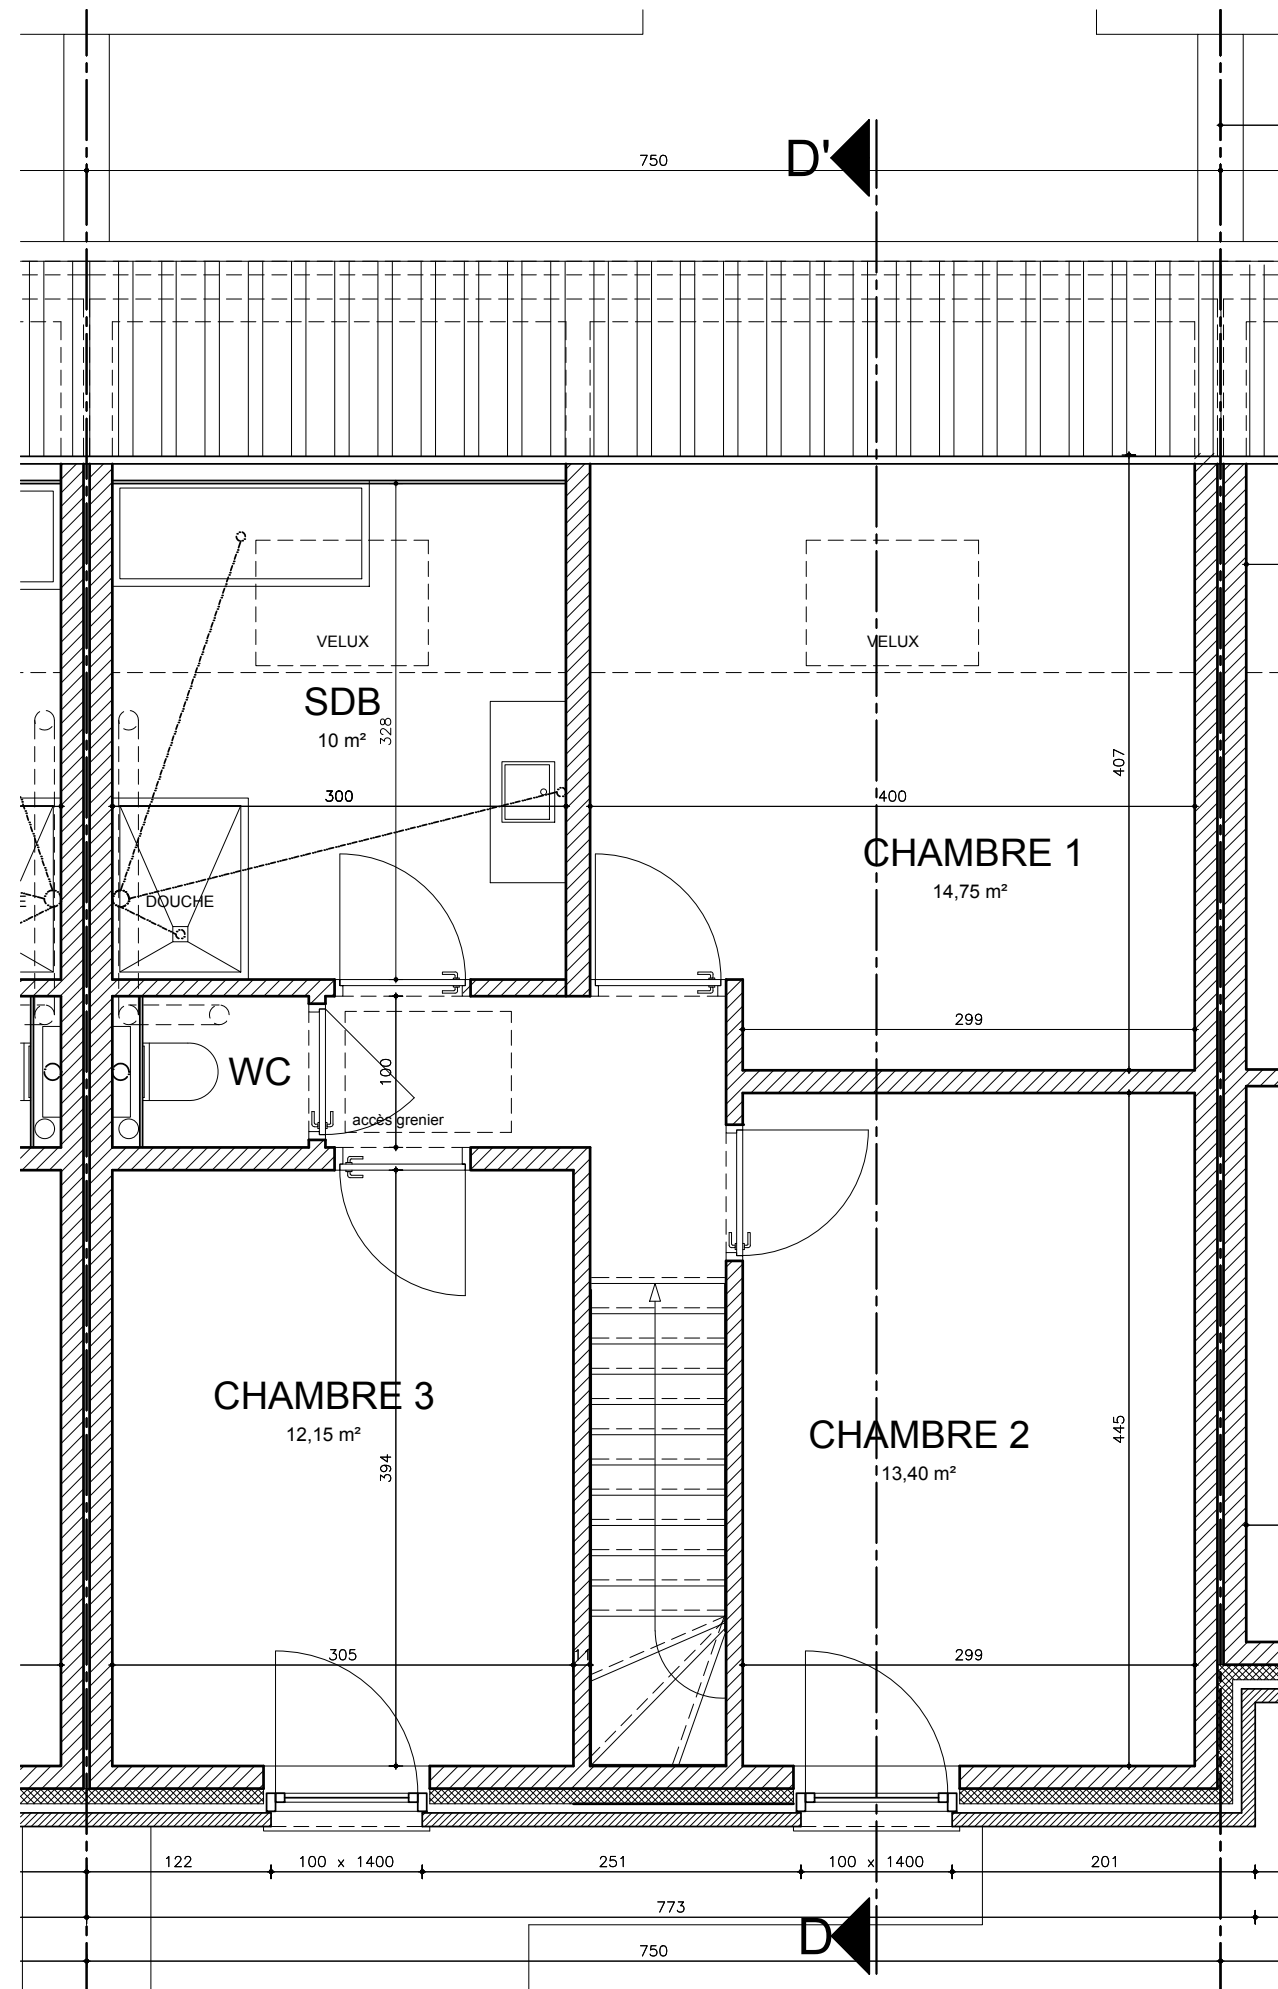 D'
750
VELUX
VELUX
SDB
10 m²
328
407
300
400
CHAMBRE 1
14,75 m²
E
DOUCHE
299
WC
100
accès grenier
CHAMBRE 3
12,15 m²
394
CHAMBRE 2
13,40 m²
445
305
11
299
122
100 x 1400
251
100 x 1400
201
773
D
750